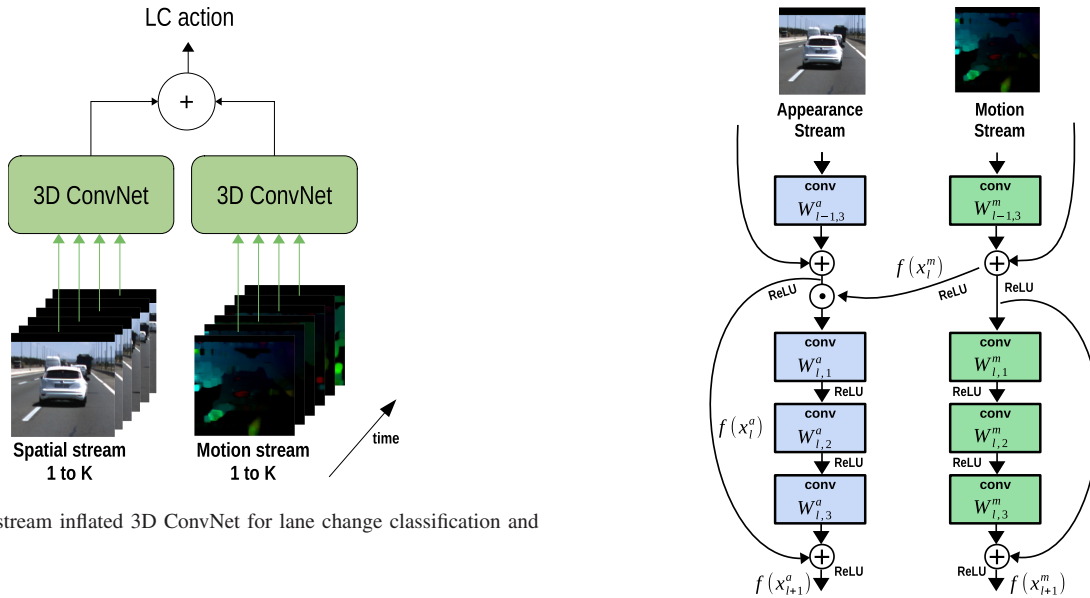 LC action
+
3D ConvNet
3D ConvNet
Spatial stream
1 to K
Motion stream
1 to K
time
stream inflated 3D ConvNet for lane change classification and
Appearance
Stream
Motion
Stream
conv
W^a_{l-1,3}
conv
W^m_{l-1,3}
+
+
f(x^m_l)
ReLU
ReLU
ReLU
conv
W^a_{l,1}
conv
W^m_{l,1}
ReLU
ReLU
conv
W^a_{l,2}
conv
W^m_{l,2}
f(x^a_l)
ReLU
ReLU
conv
W^a_{l,3}
conv
W^m_{l,3}
+
+
ReLU
ReLU
f(x^a_{l+1})
f(x^m_{l+1})